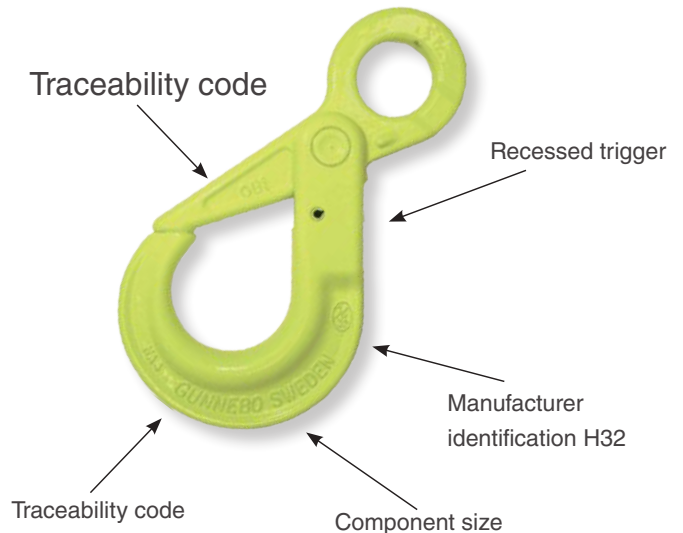 Traceability code
Recessed trigger
GUNNEBO SWEDEN
Manufacturer
identification H32
Traceability code
Component size